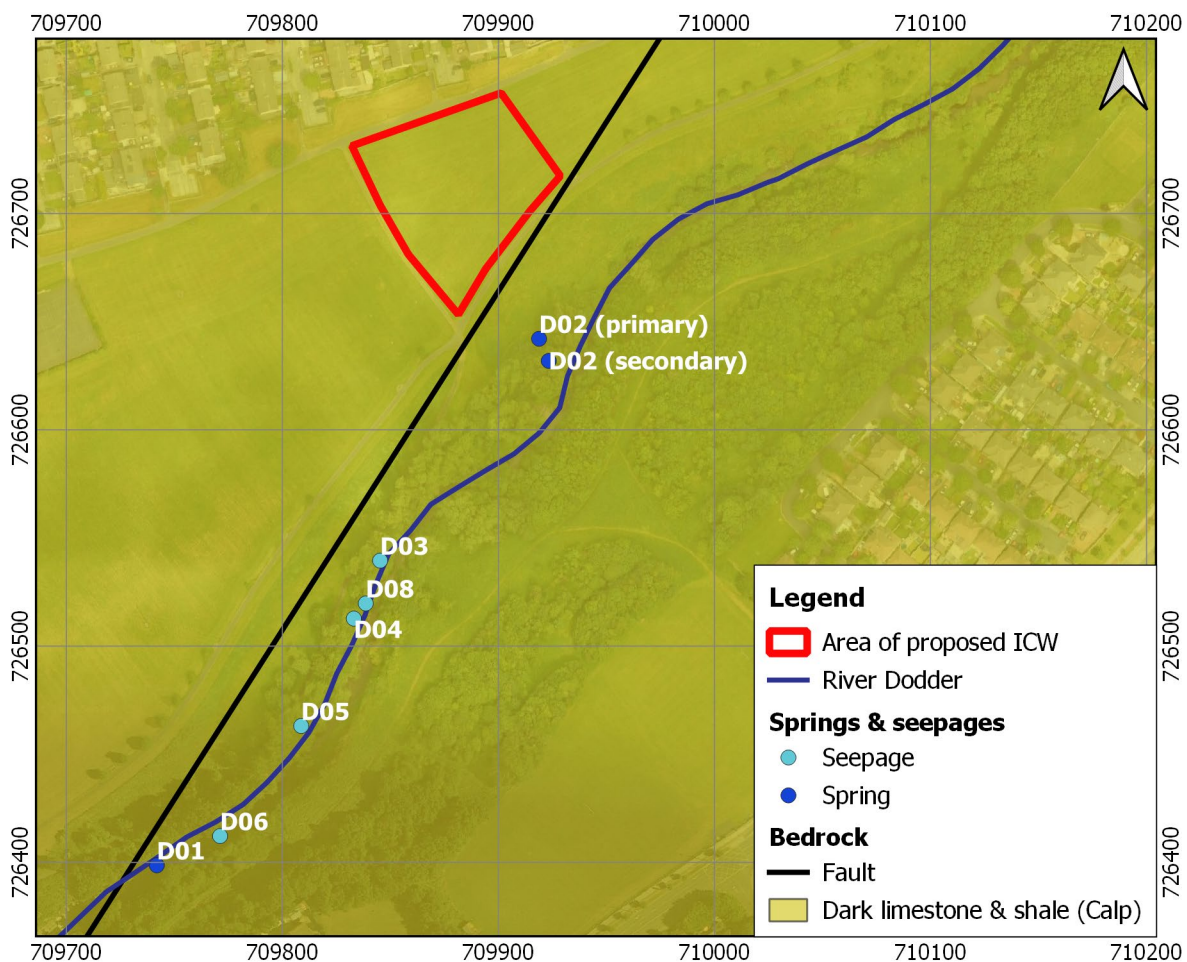 709700 709800 709900 710000 710100 710200
726700 726700
D02 (primary)
D02 (secondary)
726600 726600
D03
D08
D04
726500 726500
D05
D06
D01
726400 726400
Legend
Area of proposed ICW
River Dodder
Springs & seepages
Seepage
Spring
Bedrock
Fault
Dark limestone & shale (Calp)
709700 709800 709900 710000 710100 710200